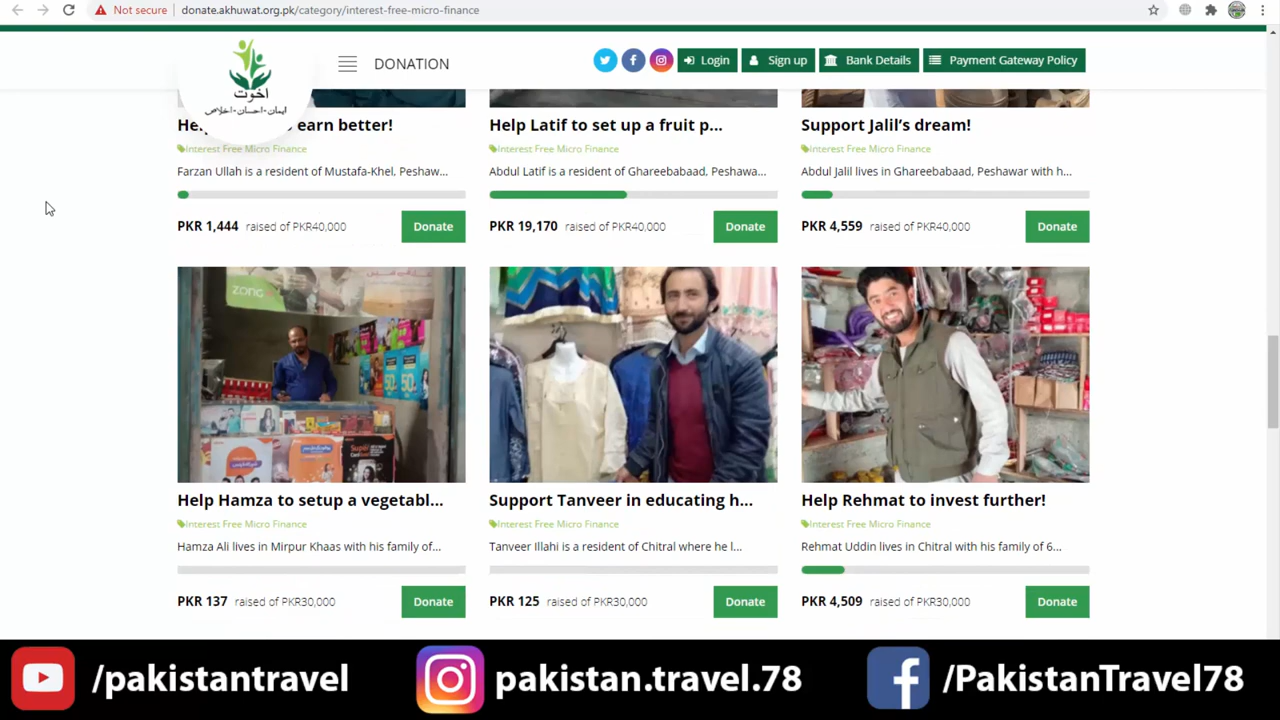 Not secure
donate.akhuwat.org.pk/category/interest-free-micro-finance
اخوت
ایمان • احسان • اخلاص
DONATION
Login
Sign up
Bank Details
Payment Gateway Policy
earn better!
Interest Free Micro Finance
Farzan Ullah is a resident of Mustafa-Khel, Peshaw...
PKR 1,444 raised of PKR40,000
Donate
Help Latif to set up a fruit p...
Interest Free Micro Finance
Abdul Latif is a resident of Ghareebabaad, Peshawa...
PKR 19,170 raised of PKR40,000
Donate
Support Jalil’s dream!
Interest Free Micro Finance
Abdul Jalil lives in Ghareebabaad, Peshawar with h...
PKR 4,559 raised of PKR40,000
Donate
zong
Help Hamza to setup a vegetabl...
Interest Free Micro Finance
Hamza Ali lives in Mirpur Khaas with his family of...
PKR 137 raised of PKR30,000
Donate
Support Tanveer in educating h...
Interest Free Micro Finance
Tanveer Illahi is a resident of Chitral where he l...
PKR 125 raised of PKR30,000
Donate
Help Rehmat to invest further!
Interest Free Micro Finance
Rehmat Uddin lives in Chitral with his family of 6...
PKR 4,509 raised of PKR30,000
Donate
/pakistantravel
pakistan.travel.78
/PakistanTravel78